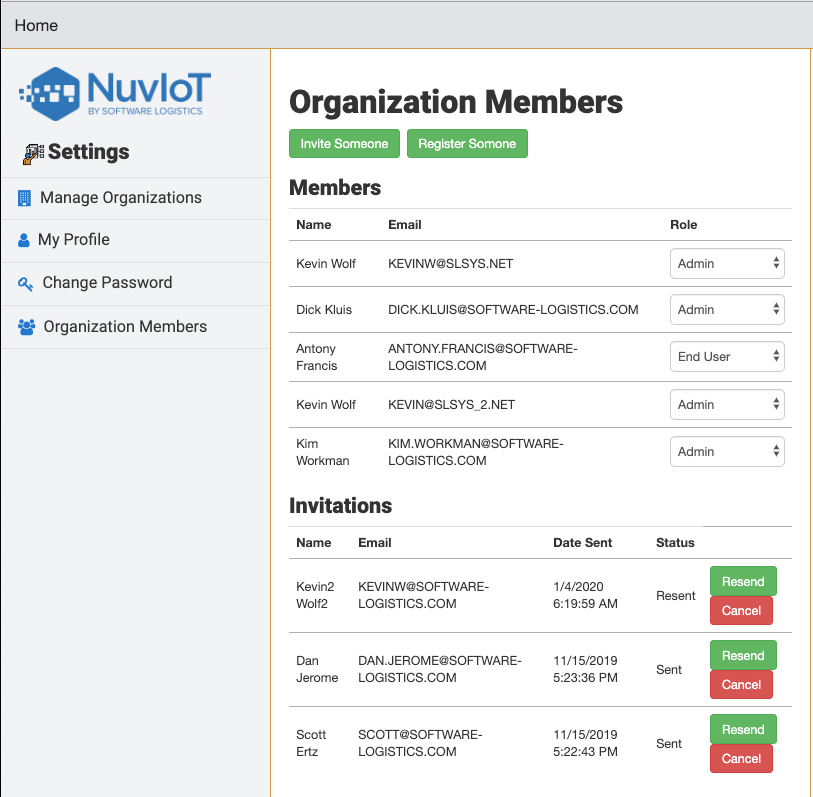 Home
NuvIoT
BY SOFTWARE LOGISTICS
Settings
Manage Organizations
My Profile
Change Password
Organization Members
Organization Members
Invite Someone Register Somone
Members
Name Email Role
Kevin Wolf KEVINW@SLSYS.NET Admin
Dick Kluis DICK.KLUIS@SOFTWARE-LOGISTICS.COM Admin
Antony ANTONY.FRANCIS@SOFTWARE-
Francis LOGISTICS.COM End User
Kevin Wolf KEVIN@SLSYS_2.NET Admin
Kim KIM.WORKMAN@SOFTWARE-
Workman LOGISTICS.COM Admin
Invitations
Name Email Date Sent Status
Kevin2 KEVINW@SOFTWARE- 1/4/2020 Resend
Wolf2 LOGISTICS.COM 6:19:59 AM Resent Cancel
Dan DAN.JEROME@SOFTWARE- 11/15/2019 Resend
Jerome LOGISTICS.COM 5:23:36 PM Sent Cancel
Scott SCOTT@SOFTWARE- 11/15/2019 Resend
Ertz LOGISTICS.COM 5:22:43 PM Sent Cancel